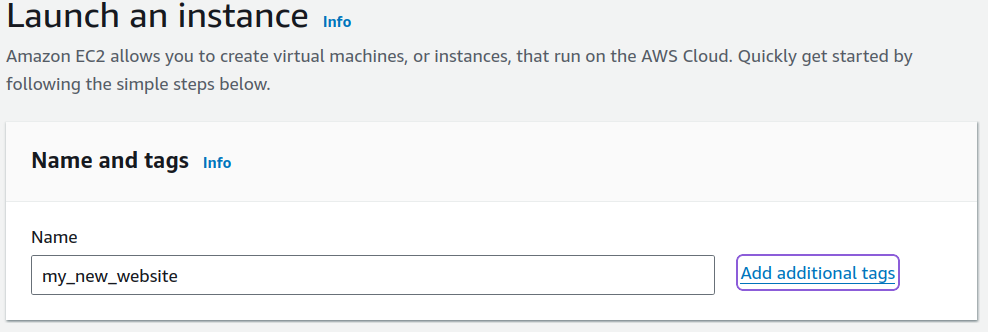 Launch an instance Info
Amazon EC2 allows you to create virtual machines, or instances, that run on the AWS Cloud. Quickly get started by
following the simple steps below.
Name and tags Info
Name
my_new_website Add additional tags